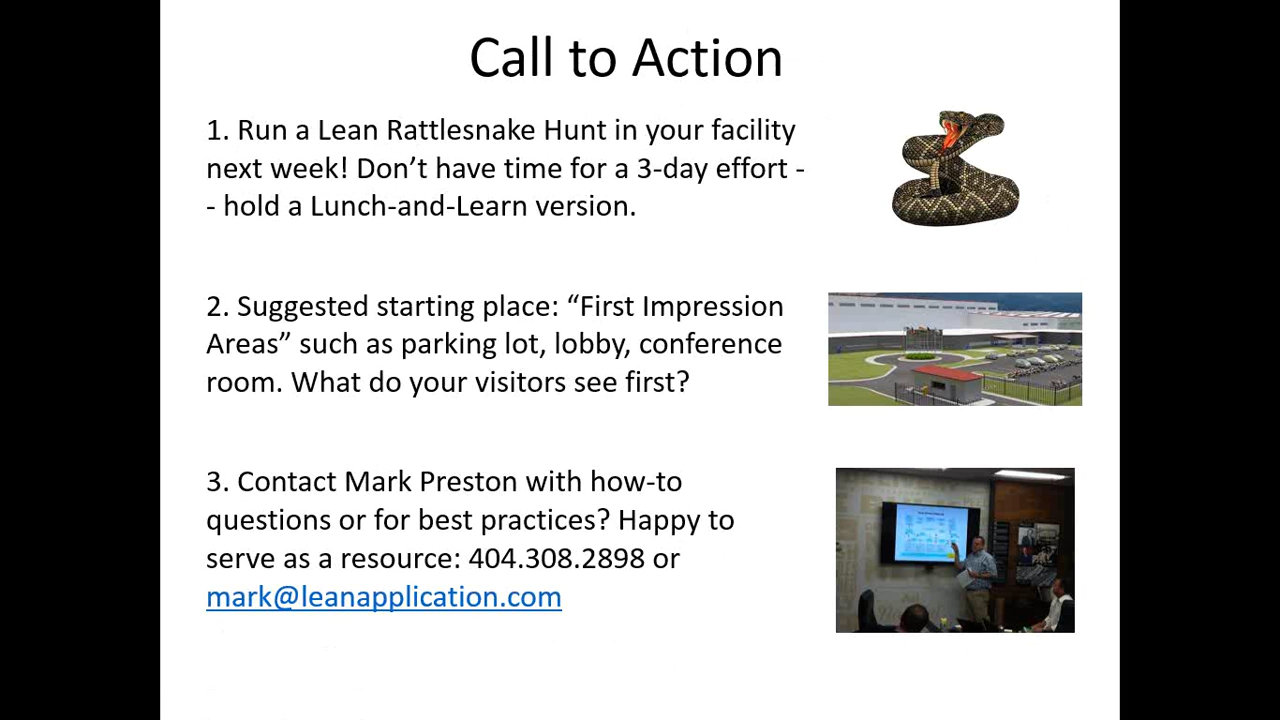 Call to Action
1. Run a Lean Rattlesnake Hunt in your facility
next week! Don’t have time for a 3-day effort -
- hold a Lunch-and-Learn version.
2. Suggested starting place: “First Impression
Areas” such as parking lot, lobby, conference
room. What do your visitors see first?
3. Contact Mark Preston with how-to
questions or for best practices? Happy to
serve as a resource: 404.308.2898 or
mark@leanapplication.com